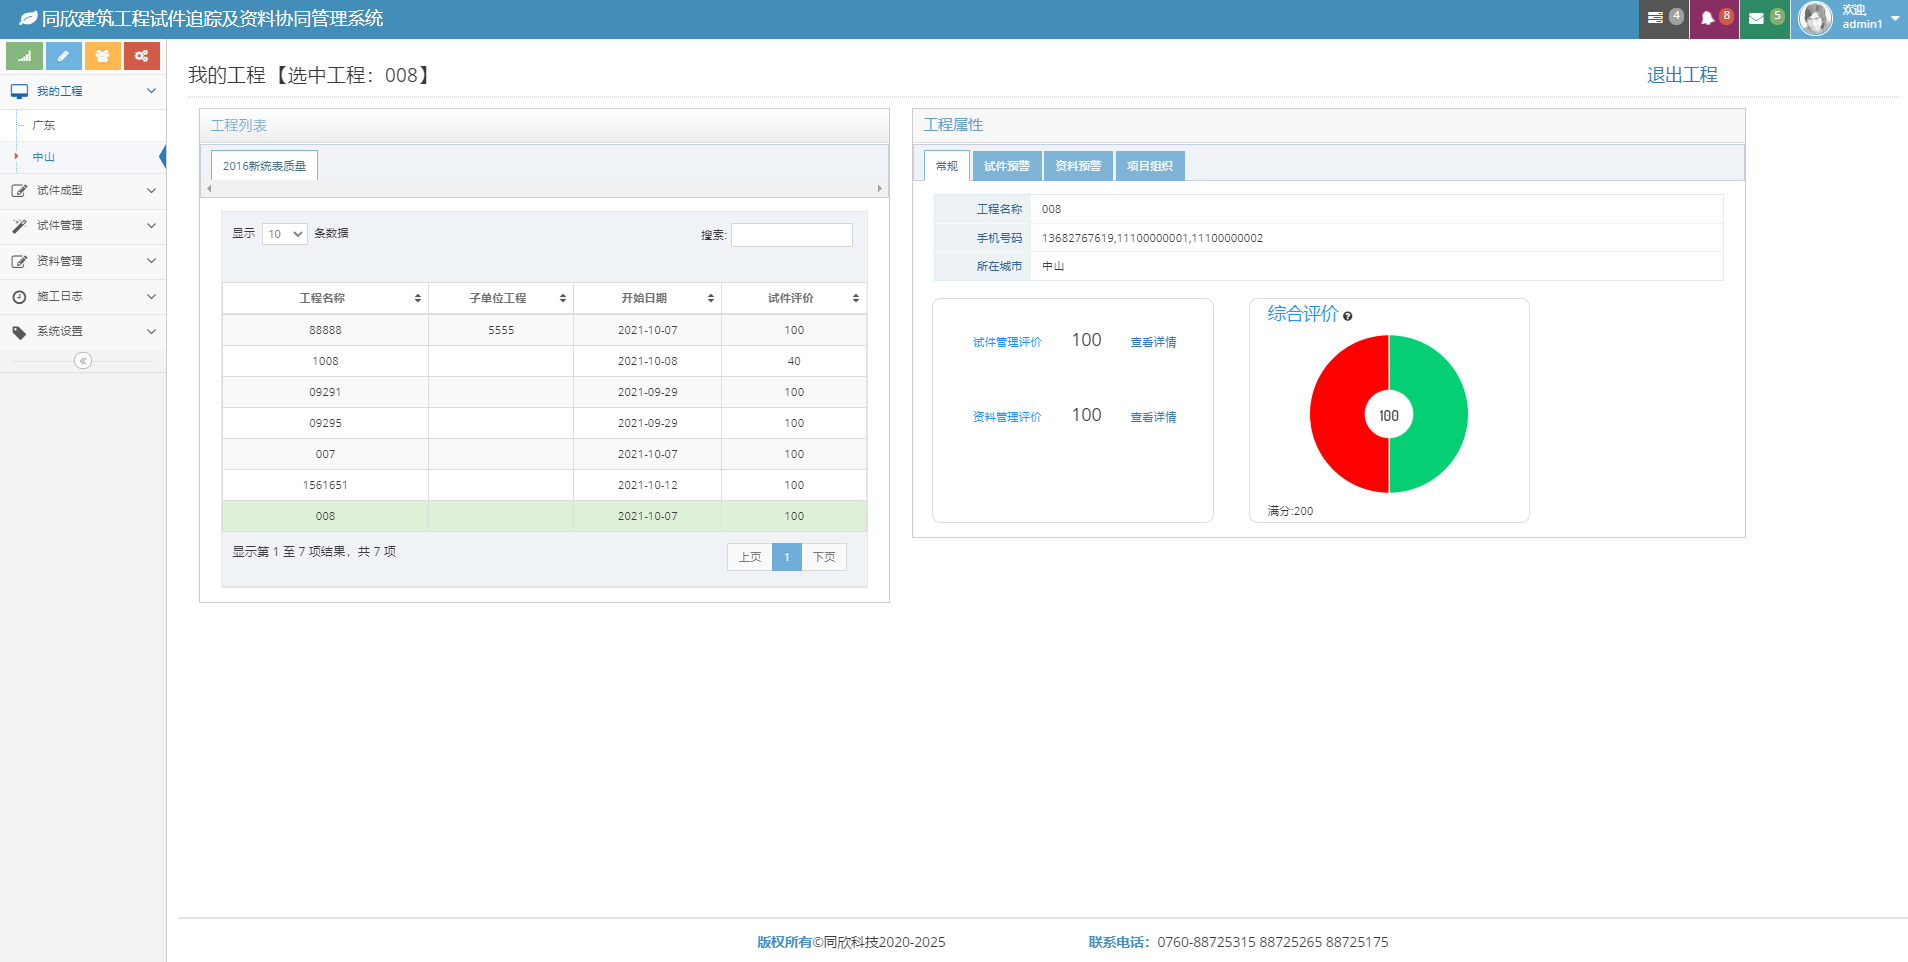 同欣建筑工程试件追踪及资料协同管理系统
4
8
5
欢迎,
admin1
我的工程
广东
中山
试件成型
试件管理
资料管理
施工日志
系统设置
我的工程【选中工程：008】
退出工程
工程列表
2016新统表质量
显示 10 条数据
搜索:
工程名称 子单位工程 开始日期 试件评价
88888 5555 2021-10-07 100
1008 2021-10-08 40
09291 2021-09-29 100
09295 2021-09-29 100
007 2021-10-07 100
1561651 2021-10-12 100
008 2021-10-07 100
显示第 1 至 7 项结果，共 7 项
上页 1 下页
工程属性
常规 试件预警 资料预警 项目组织
工程名称 008
手机号码 13682767619,11100000001,11100000002
所在城市 中山
试件管理评价 100 查看详情
资料管理评价 100 查看详情
综合评价
100
满分:200
版权所有©同欣科技2020-2025
联系电话：0760-88725315 88725265 88725175